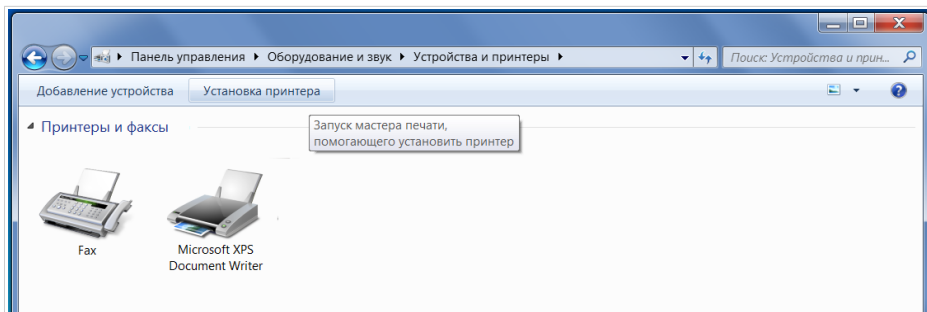 Панель управления ▸ Оборудование и звук ▸ Устройства и принтеры ▸
Поиск: Устройства и прин...
Добавление устройства
Установка принтера
Принтеры и факсы
Запуск мастера печати,
помогающего установить принтер
Fax
Microsoft XPS
Document Writer